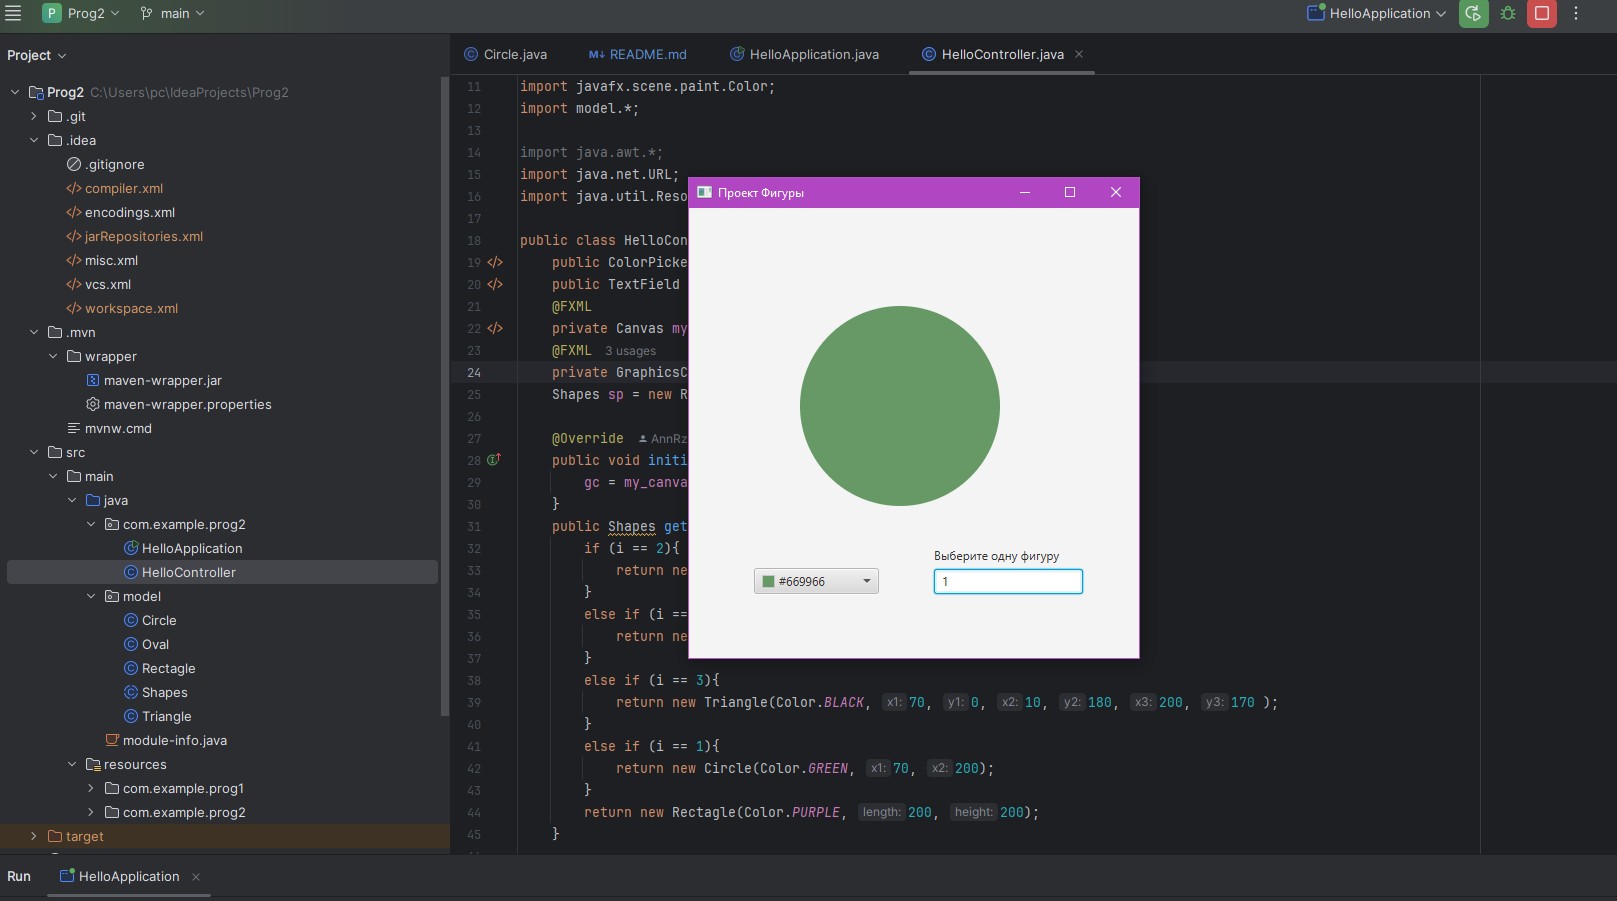 P Prog2 main HelloApplication
Project
Circle.java README.md HelloApplication.java HelloController.java
Prog2 C:\Users\pc\IdeaProjects\Prog2
.git
.idea
.gitignore
compiler.xml
encodings.xml
jarRepositories.xml
misc.xml
vcs.xml
workspace.xml
.mvn
wrapper
maven-wrapper.jar
maven-wrapper.properties
mvnw.cmd
src
main
java
com.example.prog2
HelloApplication
HelloController
model
Circle
Oval
Rectagle
Shapes
Triangle
module-info.java
resources
com.example.prog1
com.example.prog2
target
11 import javafx.scene.paint.Color;
12 import model.*;
13
14 import java.awt.*;
15 import java.net.URL;
16 import java.util.Reso
17
18 public class HelloCon
19 public ColorPicke
20 public TextField
21 @FXML
22 private Canvas my
23 @FXML 3 usages
24 private GraphicsC
25 Shapes sp = new R
26
27 @Override AnnRz
28 public void initi
29 gc = my_canva
30 }
31 public Shapes get
32 if (i == 2){
33 return ne
34 }
35 else if (i ==
36 return ne
37 }
38 else if (i == 3){
39 return new Triangle(Color.BLACK, x1: 70, y1: 0, x2: 10, y2: 180, x3: 200, y3: 170 );
40 }
41 else if (i == 1){
42 return new Circle(Color.GREEN, x1: 70, x2: 200);
43 }
44 return new Rectagle(Color.PURPLE, length: 200, height: 200);
45 }
Проект Фигуры
Выберите одну фигуру
#669966
1
Run HelloApplication